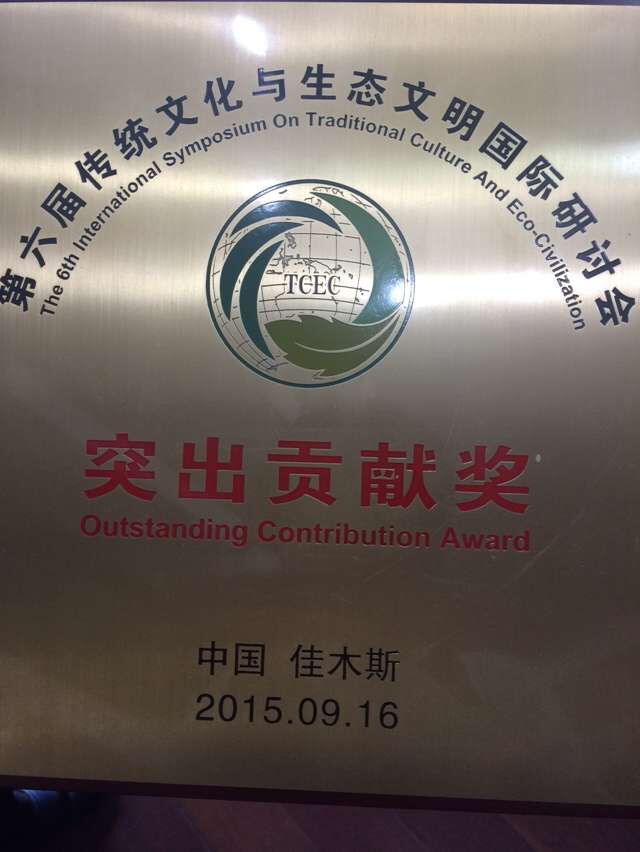 第六届传统文化与生态文明国际研讨会
The 6th International Symposium On Traditional Culture And Eco-Civilization
TCEC
突出贡献奖
Outstanding Contribution Award
中国 佳木斯
2015.09.16